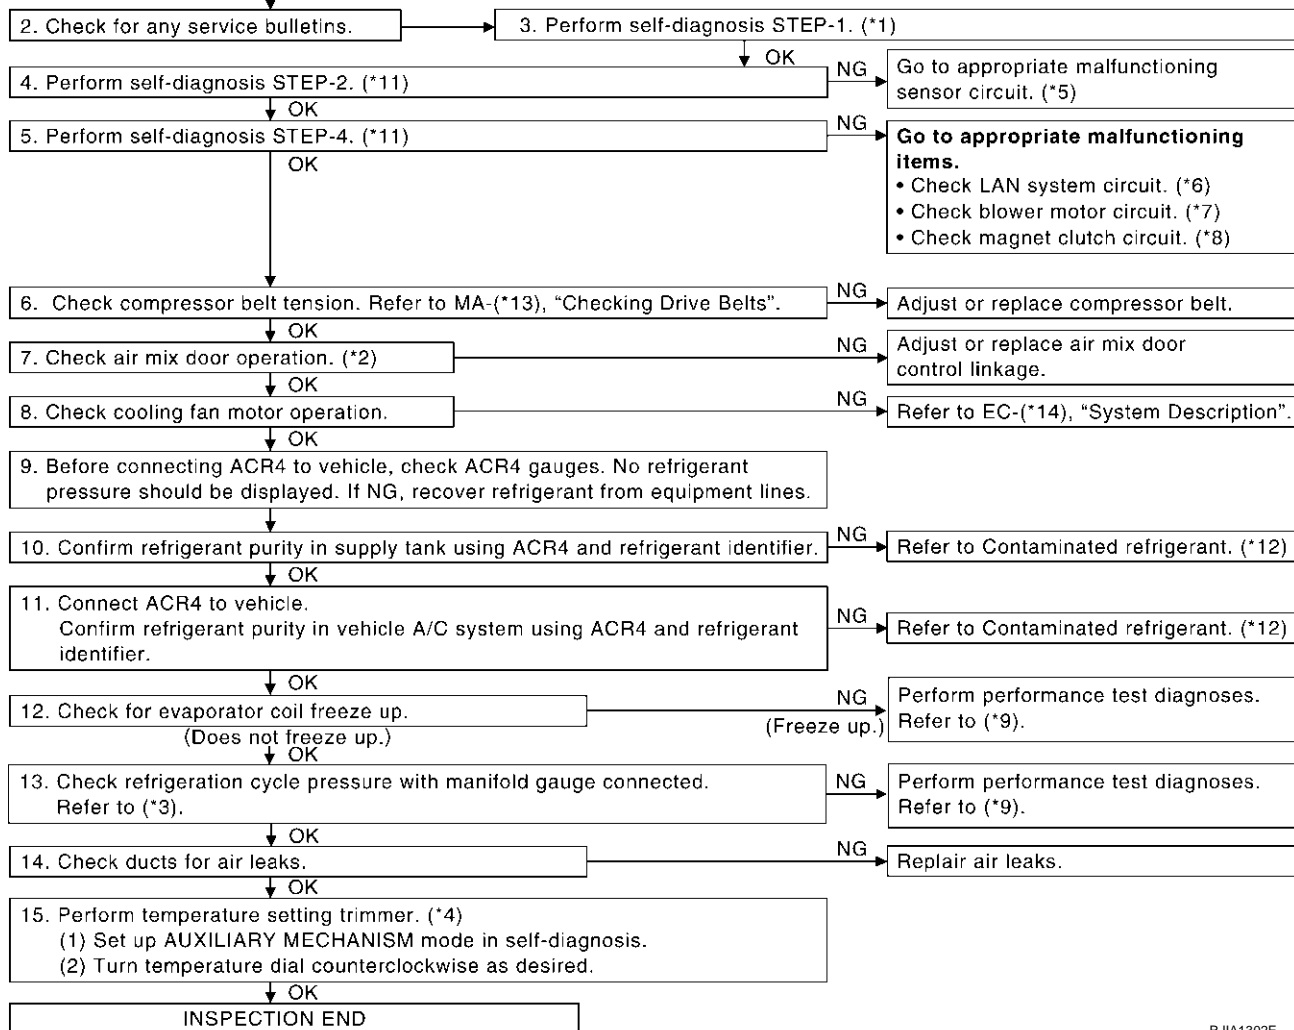 2. Check for any service bulletins.
3. Perform self-diagnosis STEP-1. (*1)
OK
4. Perform self-diagnosis STEP-2. (*11)
NG
Go to appropriate malfunctioning
sensor circuit. (*5)
OK
5. Perform self-diagnosis STEP-4. (*11)
NG
Go to appropriate malfunctioning
items.
• Check LAN system circuit. (*6)
• Check blower motor circuit. (*7)
• Check magnet clutch circuit. (*8)
OK
6. Check compressor belt tension. Refer to MA-(*13), “Checking Drive Belts”.
NG
Adjust or replace compressor belt.
OK
7. Check air mix door operation. (*2)
NG
Adjust or replace air mix door
control linkage.
OK
8. Check cooling fan motor operation.
NG
Refer to EC-(*14), “System Description”.
OK
9. Before connecting ACR4 to vehicle, check ACR4 gauges. No refrigerant
pressure should be displayed. If NG, recover refrigerant from equipment lines.
10. Confirm refrigerant purity in supply tank using ACR4 and refrigerant identifier.
NG
Refer to Contaminated refrigerant. (*12)
OK
11. Connect ACR4 to vehicle.
Confirm refrigerant purity in vehicle A/C system using ACR4 and refrigerant
identifier.
NG
Refer to Contaminated refrigerant. (*12)
OK
12. Check for evaporator coil freeze up.
NG
(Freeze up.)
Perform performance test diagnoses.
Refer to (*9).
(Does not freeze up.)
OK
13. Check refrigeration cycle pressure with manifold gauge connected.
Refer to (*3).
NG
Perform performance test diagnoses.
Refer to (*9).
OK
14. Check ducts for air leaks.
NG
Replair air leaks.
OK
15. Perform temperature setting trimmer. (*4)
(1) Set up AUXILIARY MECHANISM mode in self-diagnosis.
(2) Turn temperature dial counterclockwise as desired.
OK
INSPECTION END